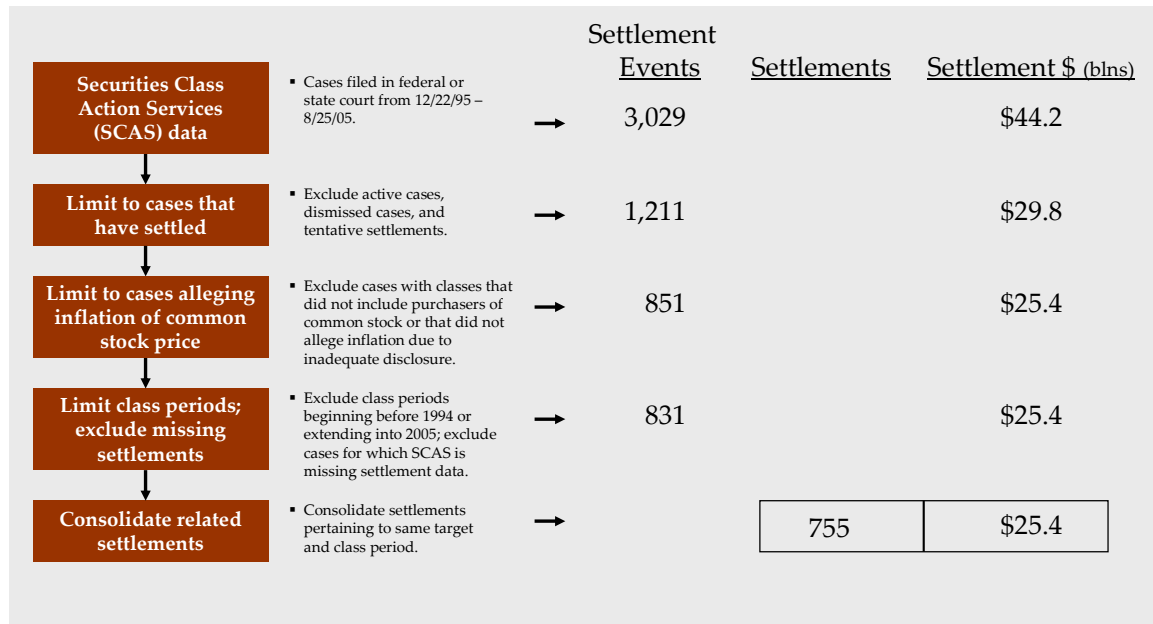 Settlement
Events
Settlements
Settlement $ (blns)
Securities Class
Action Services
(SCAS) data
▪ Cases filed in federal or
state court from 12/22/95 –
8/25/05.
3,029
$44.2
Limit to cases that
have settled
▪ Exclude active cases,
dismissed cases, and
tentative settlements.
1,211
$29.8
Limit to cases alleging
inflation of common
stock price
▪ Exclude cases with classes that
did not include purchasers of
common stock or that did not
allege inflation due to
inadequate disclosure.
851
$25.4
Limit class periods;
exclude missing
settlements
▪ Exclude class periods
beginning before 1994 or
extending into 2005; exclude
cases for which SCAS is
missing settlement data.
831
$25.4
Consolidate related
settlements
▪ Consolidate settlements
pertaining to same target
and class period.
755
$25.4